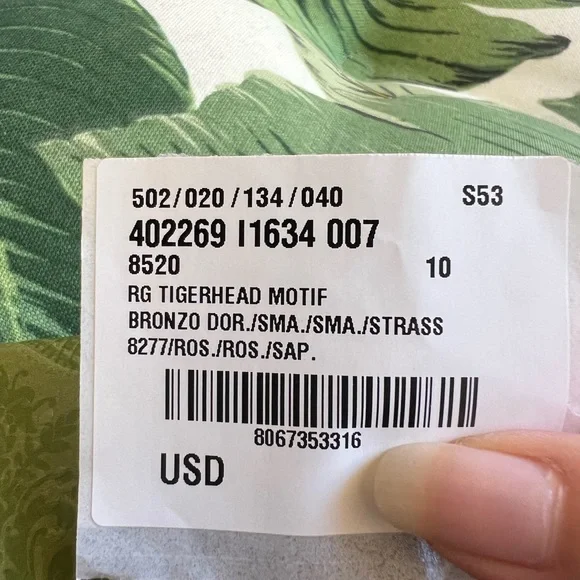 502/020/134/040 S53
402269 I1634 007
8520 10
RG TIGERHEAD MOTIF
BRONZO DOR./SMA./SMA./STRASS
8277/ROS./ROS./SAP.
8067353316
USD